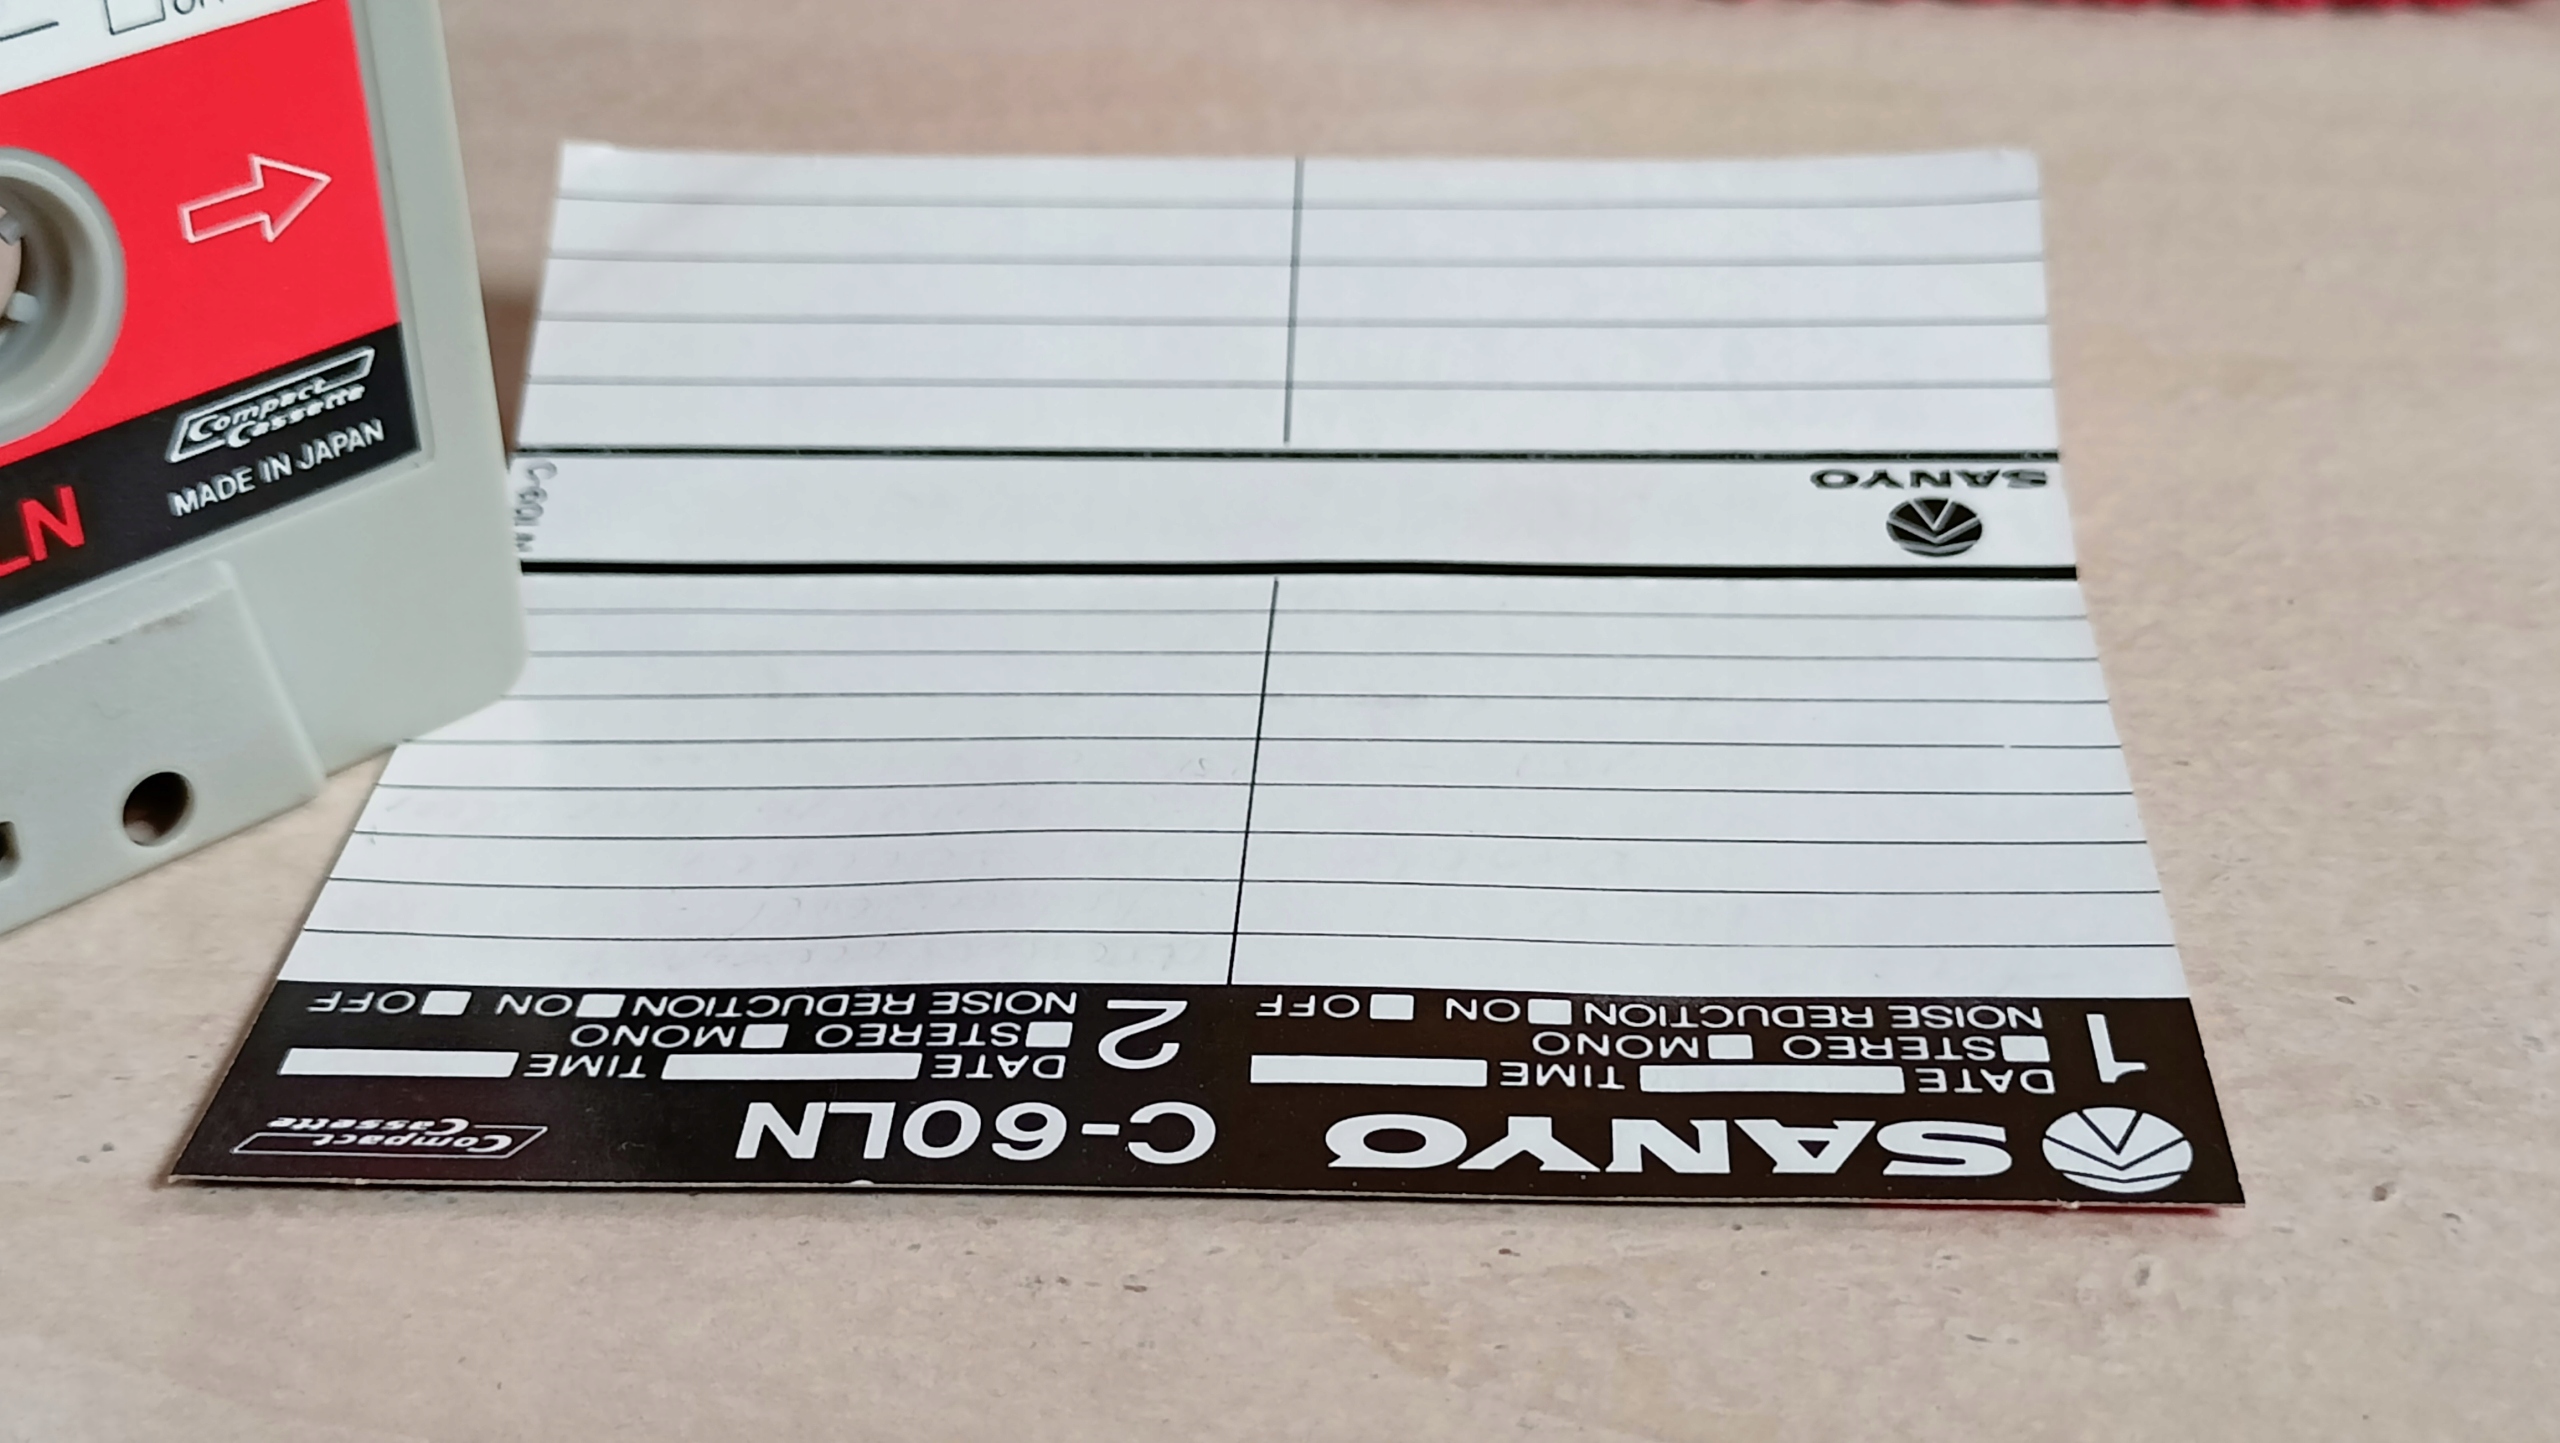 Compact
Cassette
MADE IN JAPAN
LN
SANYO C-60LN Compact
Cassette
1 DATE TIME
STEREO MONO
NOISE REDUCTION ON OFF
2 DATE TIME
STEREO MONO
NOISE REDUCTION ON OFF
SANYO
C-60LN